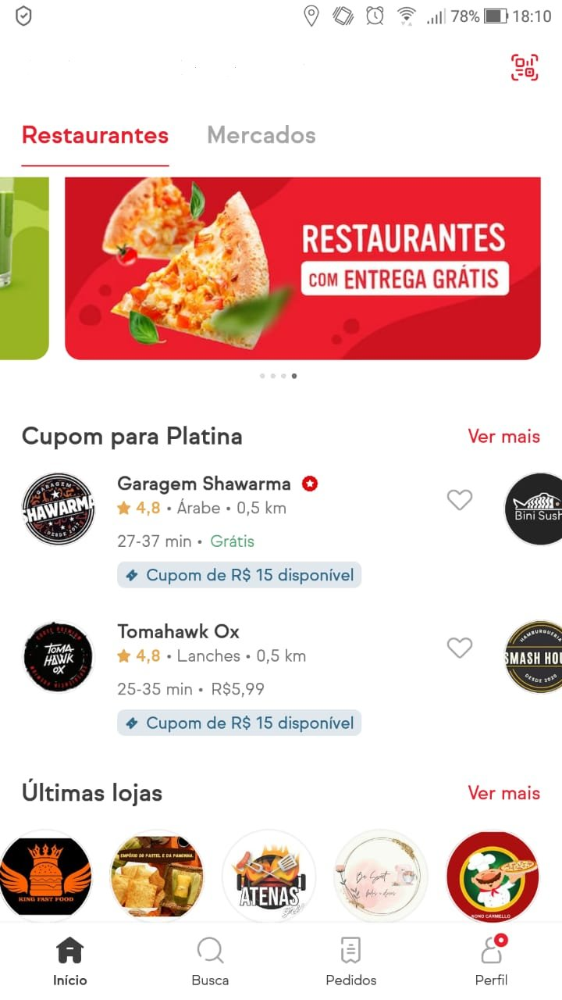 78% 18:10
Restaurantes Mercados
RESTAURANTES
COM ENTREGA GRÁTIS
Cupom para Platina Ver mais
GARAGEM
SHAWARMA
DESDE 2017
Garagem Shawarma
4,8 • Árabe • 0,5 km
27-37 min • Grátis
Cupom de R$ 15 disponível
Bini Sush
TOMA
HAWK
OX
Tomahawk Ox
4,8 • Lanches • 0,5 km
25-35 min • R$5,99
Cupom de R$ 15 disponível
HAMBURGUERIA
SMASH HOU
DESDE 2020
Últimas lojas Ver mais
KING FAST FOOD
EMPÓRIO DO PASTEL E DA PAMONHA.
ATENAS
Be Sweet
bolos e doces
NONO CARMELLO
Início Busca Pedidos Perfil